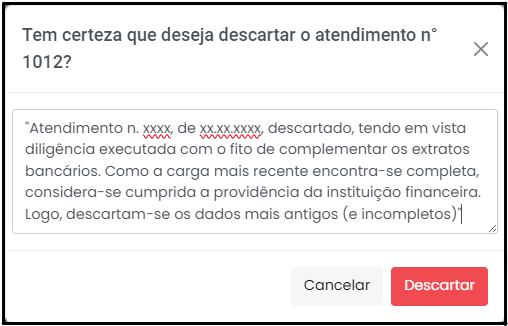 Tem certeza que deseja descartar o atendimento n°
1012?
"Atendimento n. xxxx, de xx.xx.xxxx, descartado, tendo em vista
diligência executada com o fito de complementar os extratos
bancários. Como a carga mais recente encontra-se completa,
considera-se cumprida a providência da instituição financeira.
Logo, descartam-se os dados mais antigos (e incompletos)"
Cancelar
Descartar